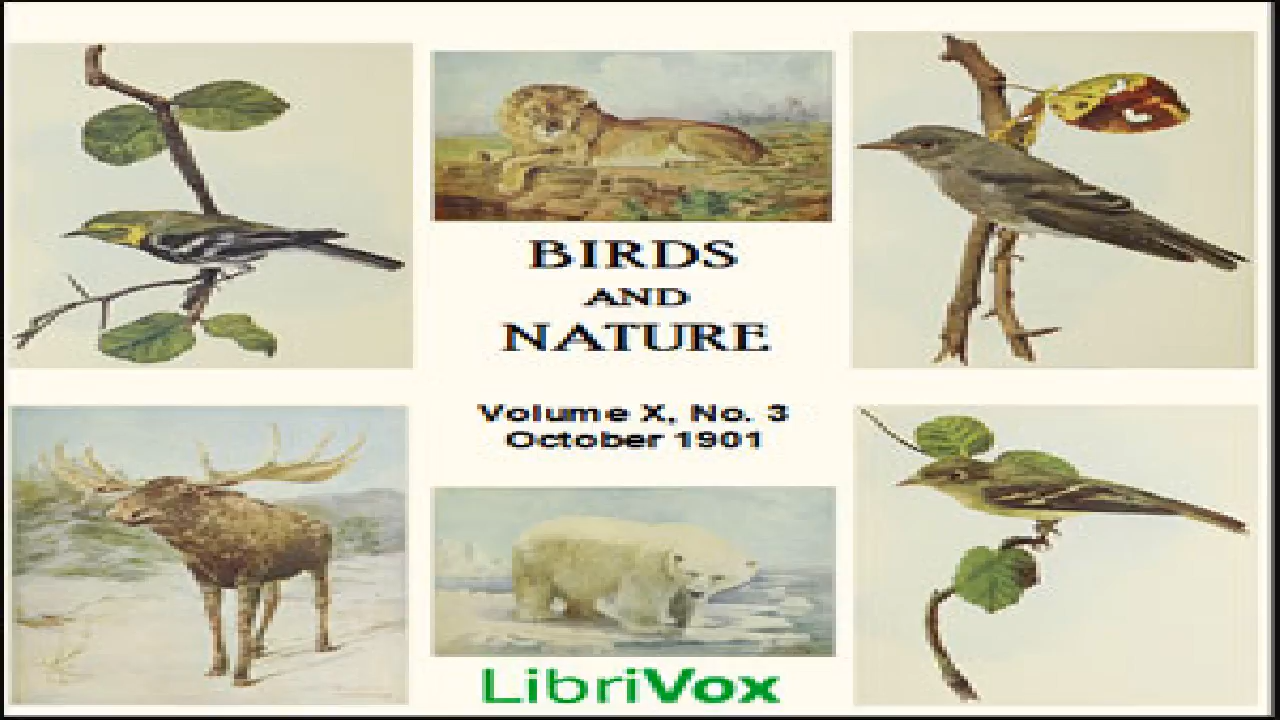 BIRDS
AND
NATURE
Volume X, No. 3
October 1901
LibriVox